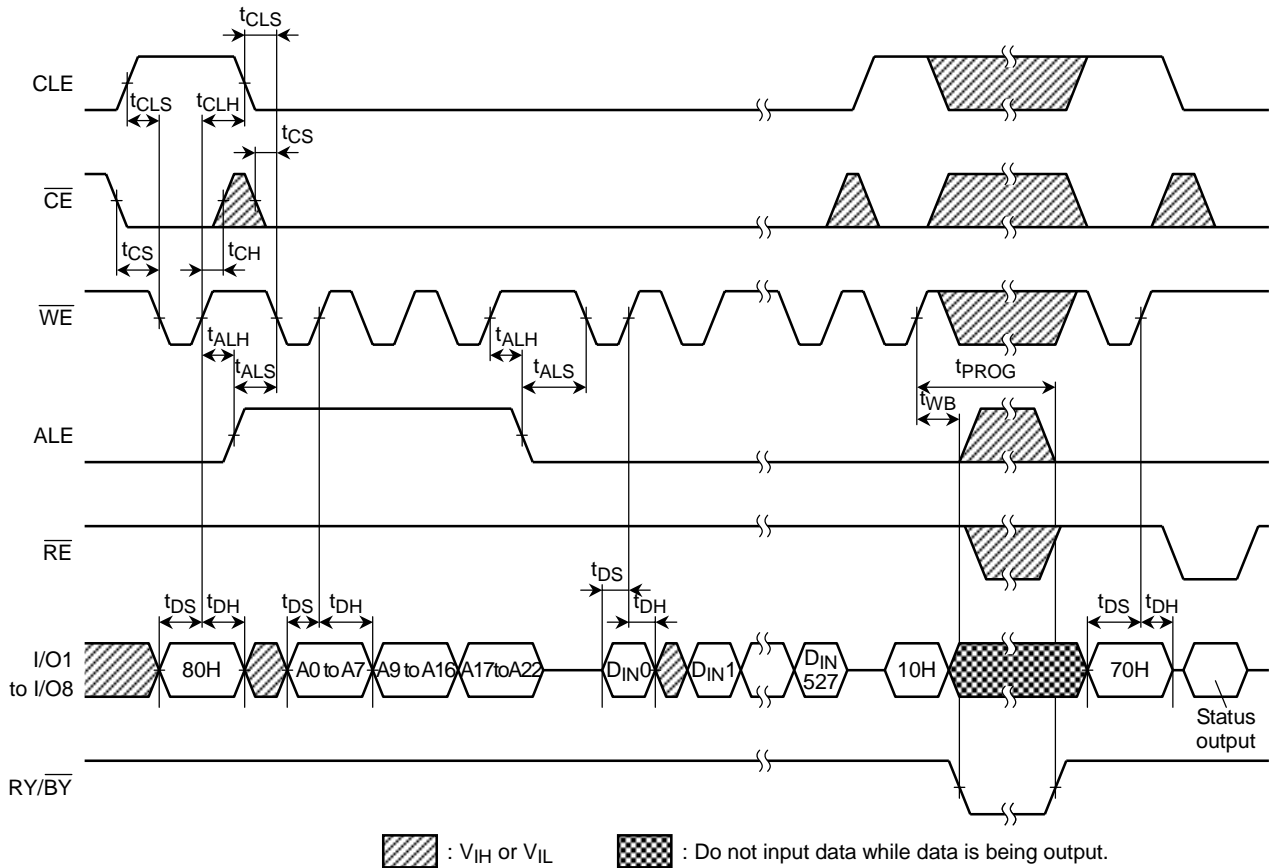 tCLS
CLE
tCLS
tCLH
tCS
CE
tCS
tCH
WE
tALH
tALS
tALH
tALS
tPROG
tWB
ALE
RE
tDS
tDH
tDS
tDH
tDS
tDH
tDS
tDH
I/O1
to I/O8
80H
A0 to A7
A9 to A16
A17 to A22
DIN0
DIN1
DIN
527
10H
70H
Status
output
RY/BY
: VIH or VIL
: Do not input data while data is being output.